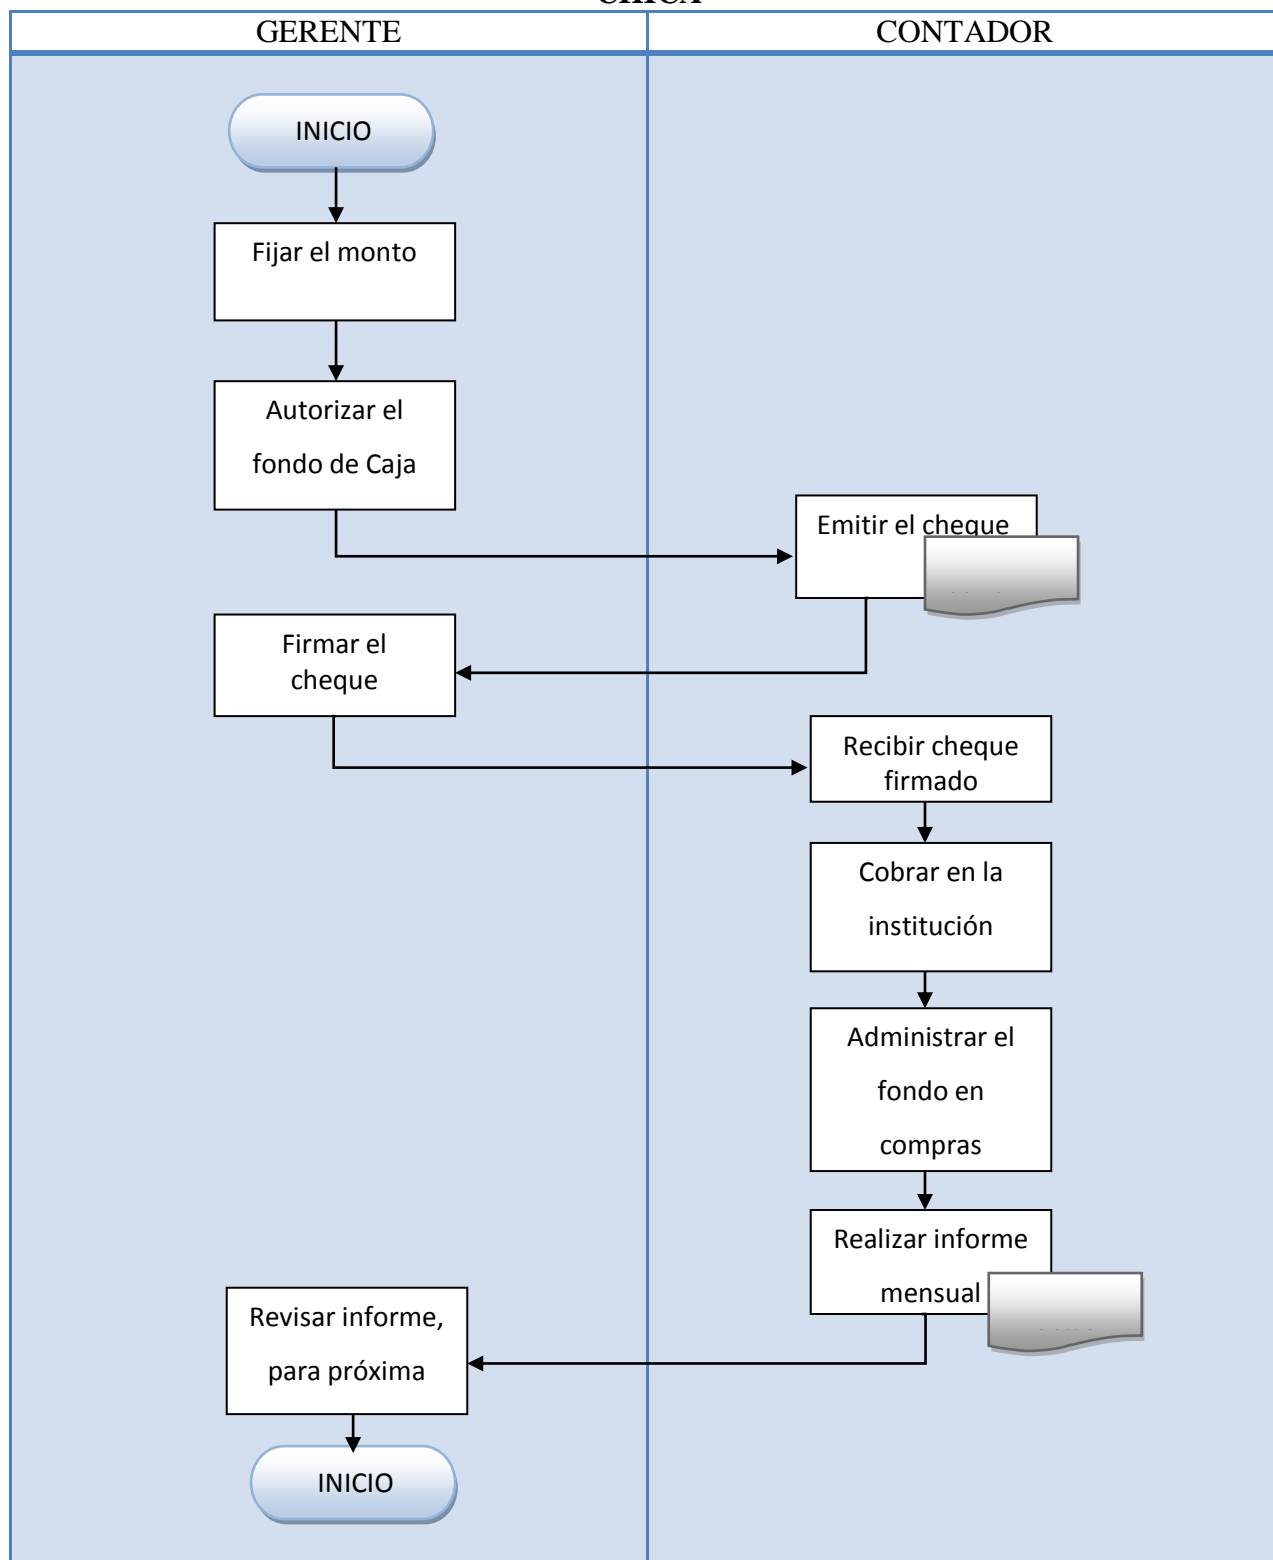 GERENTE
CONTADOR
INICIO
Fijar el monto
Autorizar el
fondo de Caja
Emitir el cheque
Firmar el
cheque
Recibir cheque
firmado
Cobrar en la
institución
Administrar el
fondo en
compras
Realizar informe
mensual
Revisar informe,
para próxima
INICIO